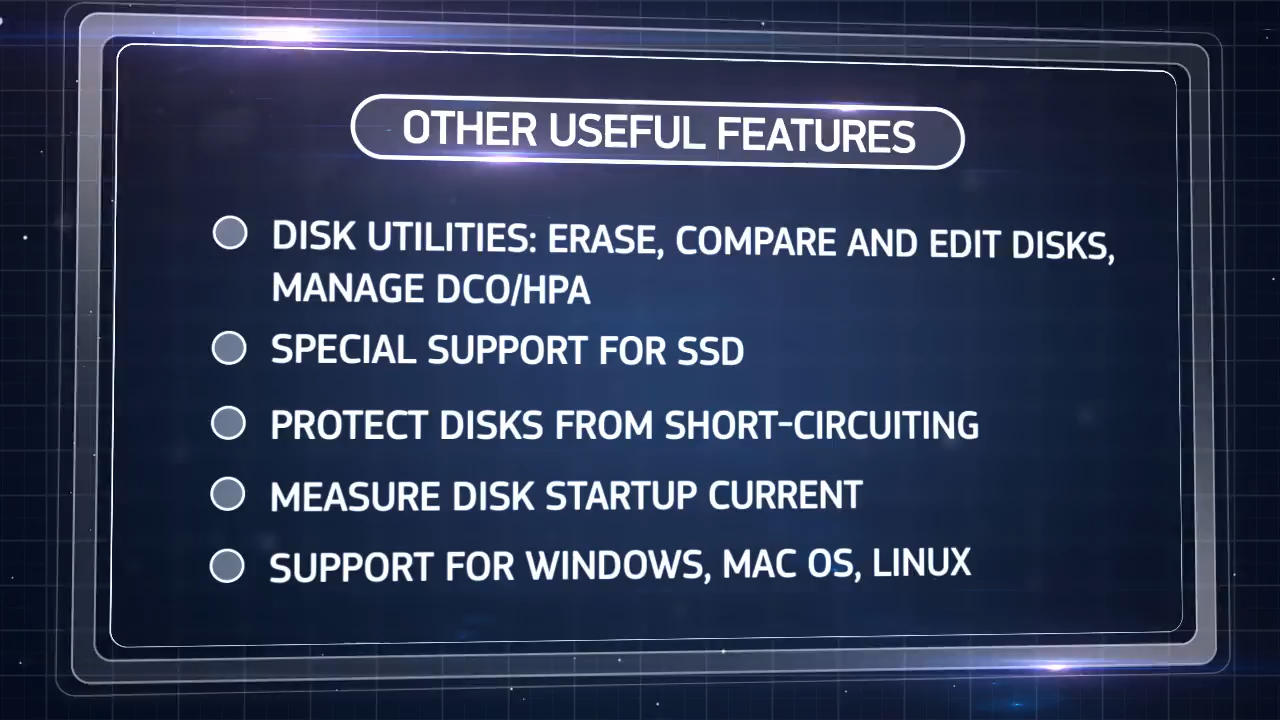 OTHER USEFUL FEATURES
DISK UTILITIES: ERASE, COMPARE AND EDIT DISKS,
MANAGE DCO/HPA
SPECIAL SUPPORT FOR SSD
PROTECT DISKS FROM SHORT-CIRCUITING
MEASURE DISK STARTUP CURRENT
SUPPORT FOR WINDOWS, MAC OS, LINUX